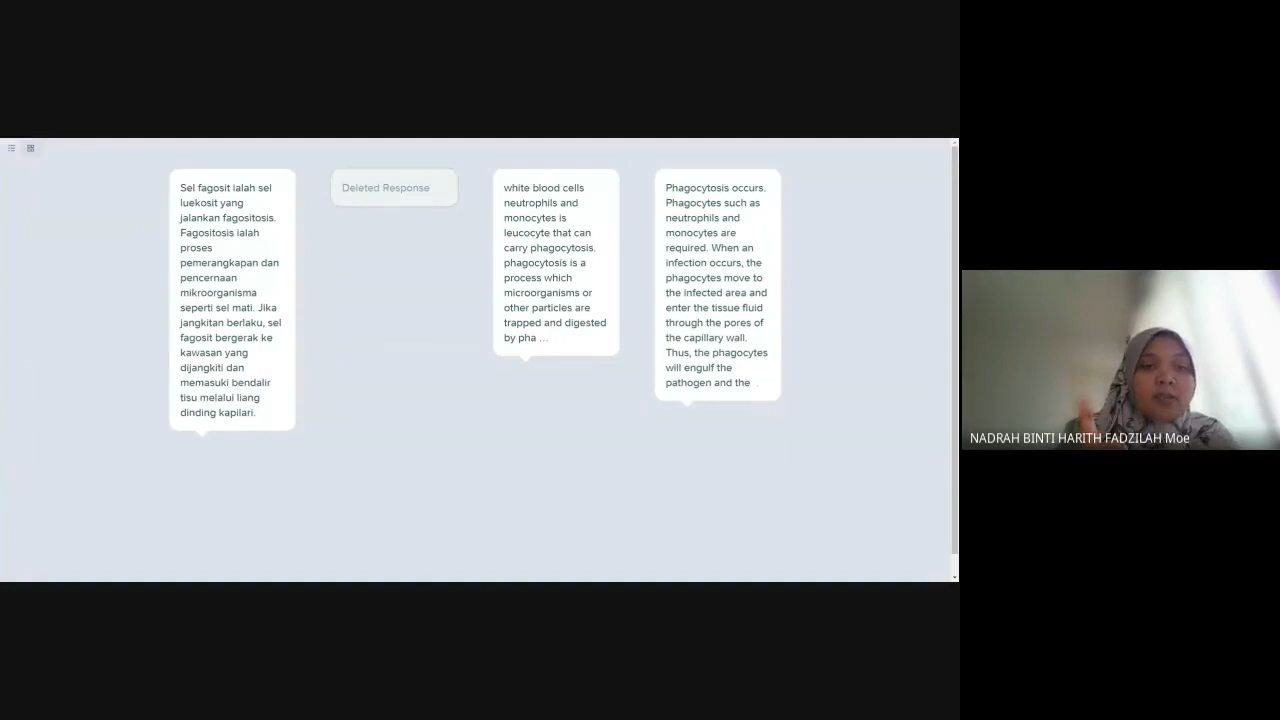 Sel fagosit ialah sel
luekosit yang
jalankan fagositosis.
Fagositosis ialah
proses
pemerangkapan dan
pencernaan
mikroorganisma
seperti sel mati. Jika
jangkitan berlaku, sel
fagosit bergerak ke
kawasan yang
dijangkiti dan
memasuki bendalir
tisu melalui liang
dinding kapilari.
Deleted Response
white blood cells
neutrophils and
monocytes is
leucocyte that can
carry phagocytosis.
phagocytosis is a
process which
microorganisms or
other particles are
trapped and digested
by pha ...
Phagocytosis occurs.
Phagocytes such as
neutrophils and
monocytes are
required. When an
infection occurs, the
phagocytes move to
the infected area and
enter the tissue fluid
through the pores of
the capillary wall.
Thus, the phagocytes
will engulf the
pathogen and the .
NADRAH BINTI HARITH FADZILAH Moe